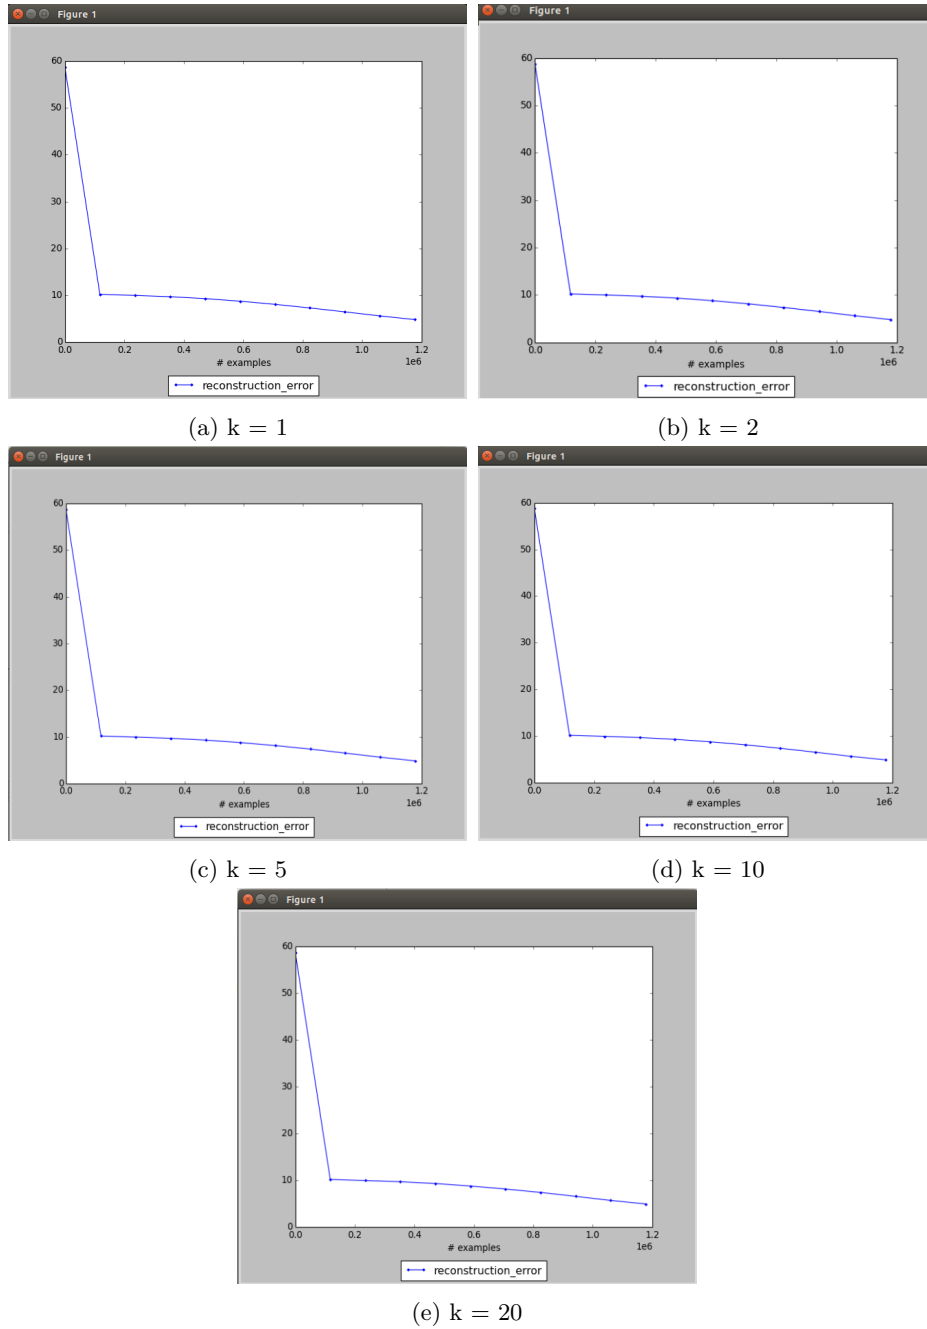 Figure 1
60
50
40
30
20
10
0
0.0 0.2 0.4 0.6 0.8 1.0 1.2
# examples 1e6
reconstruction_error
(a) k = 1
Figure 1
60
50
40
30
20
10
0
0.0 0.2 0.4 0.6 0.8 1.0 1.2
# examples 1e6
reconstruction_error
(b) k = 2
Figure 1
60
50
40
30
20
10
0
0.0 0.2 0.4 0.6 0.8 1.0 1.2
# examples 1e6
reconstruction_error
(c) k = 5
Figure 1
60
50
40
30
20
10
0
0.0 0.2 0.4 0.6 0.8 1.0 1.2
# examples 1e6
reconstruction_error
(d) k = 10
Figure 1
60
50
40
30
20
10
0
0.0 0.2 0.4 0.6 0.8 1.0 1.2
# examples 1e6
reconstruction_error
(e) k = 20